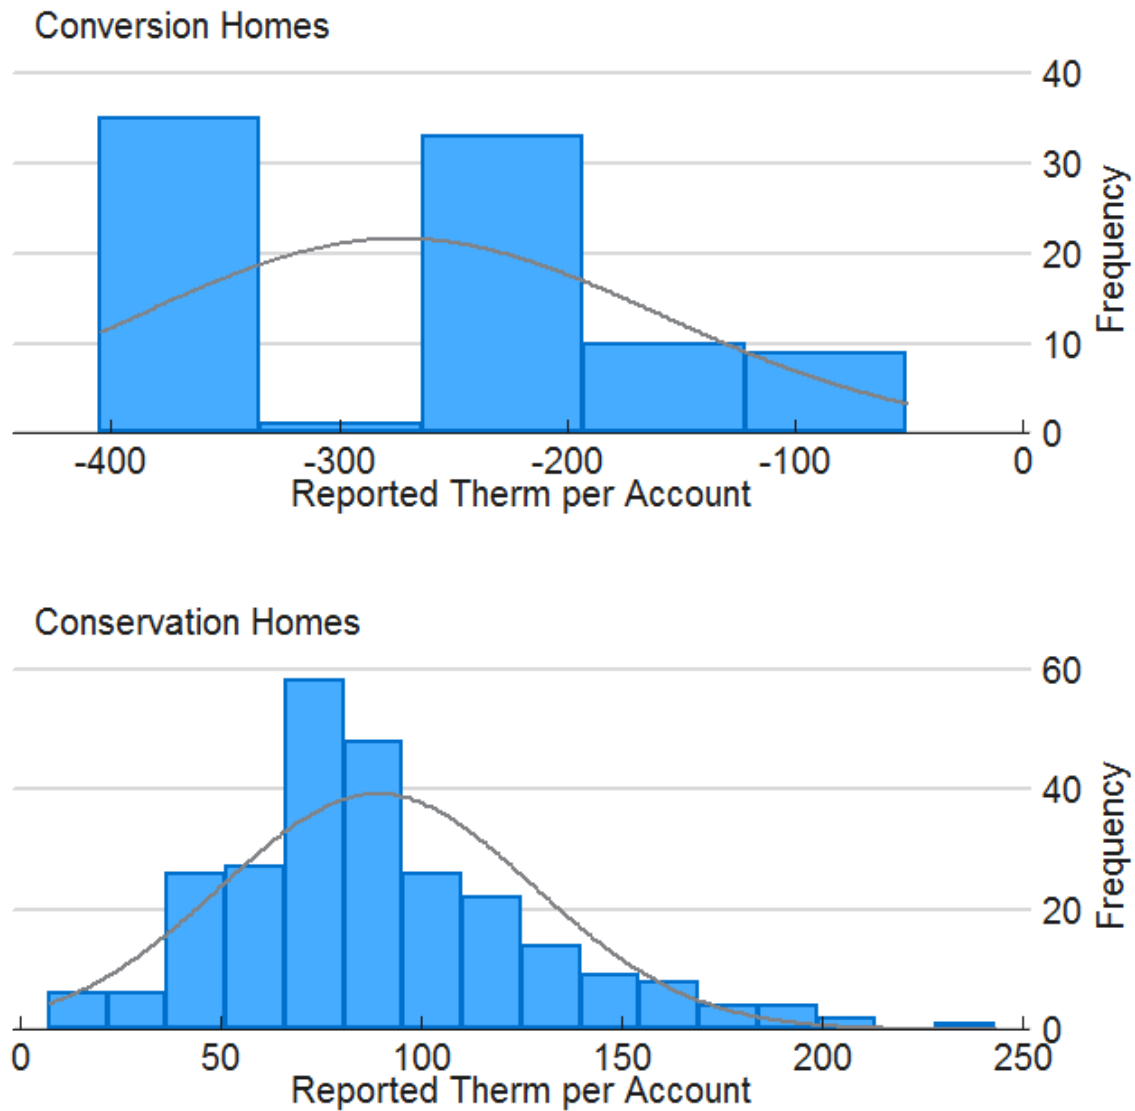 Conversion Homes
40
30
20
10
0
Frequency
-400 -300 -200 -100 0
Reported Therm per Account
Conservation Homes
60
40
20
0
Frequency
0 50 100 150 200 250
Reported Therm per Account